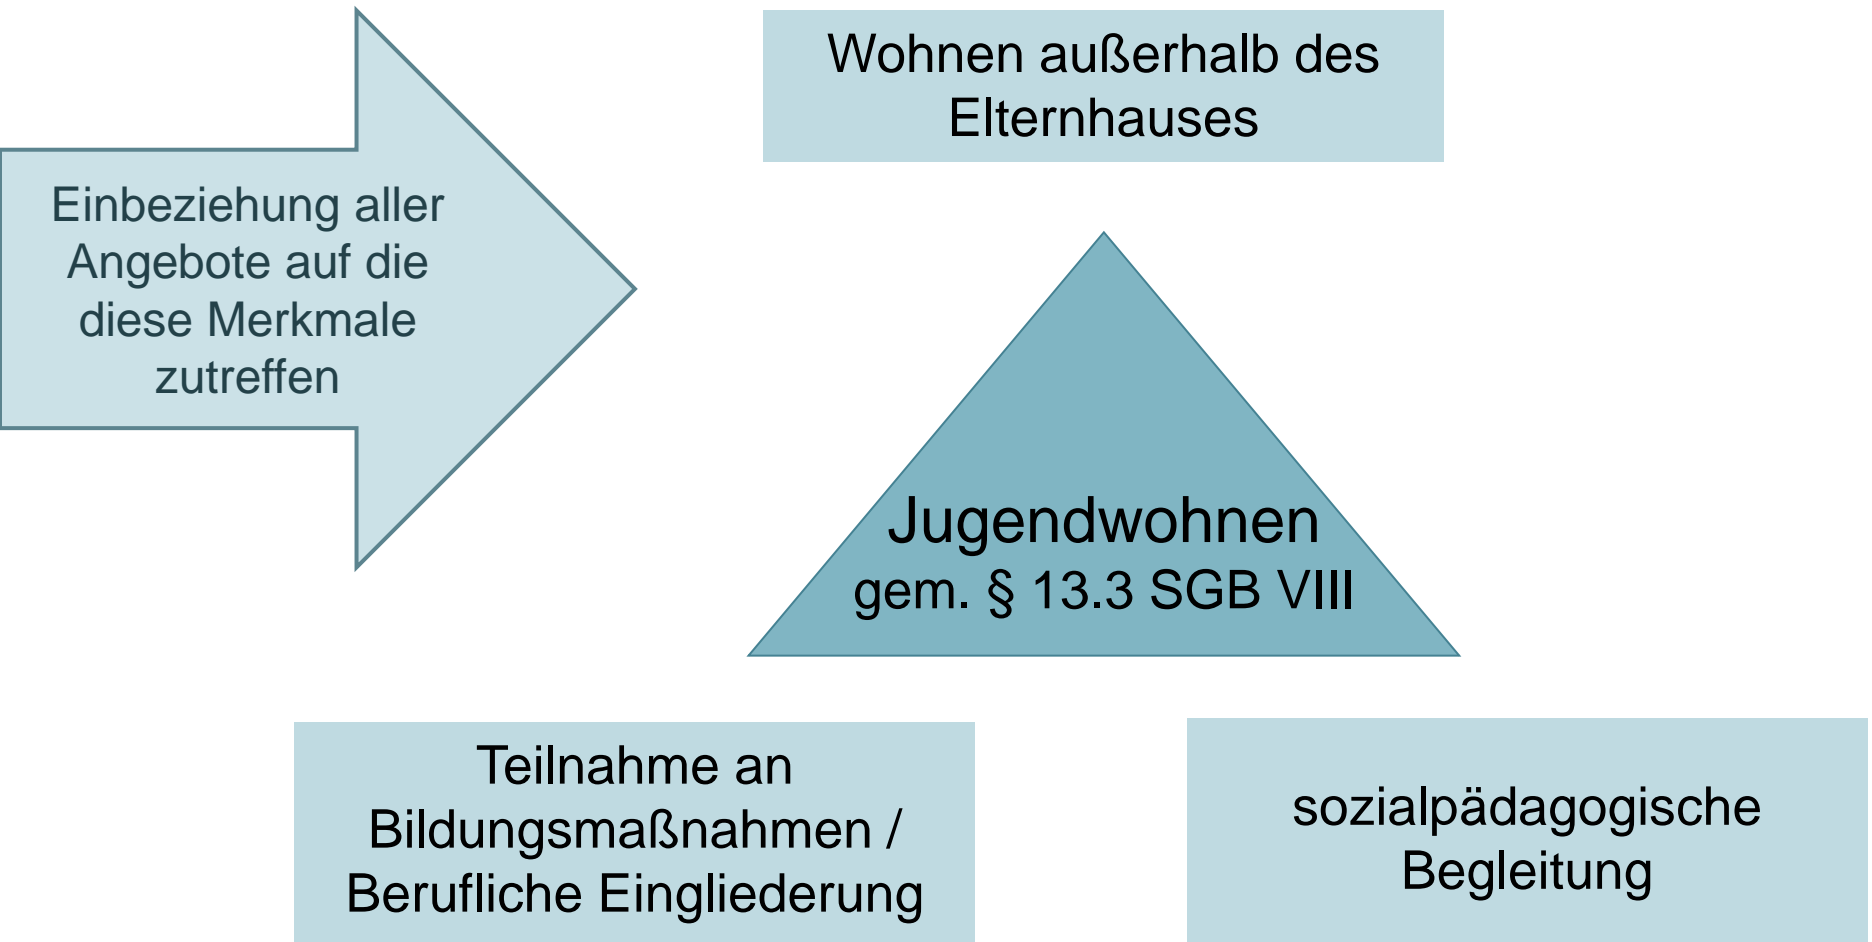 Wohnen außerhalb des
Elternhauses
Einbeziehung aller
Angebote auf die
diese Merkmale
zutreffen
Jugendwohnen
gem. § 13.3 SGB VIII
Teilnahme an
Bildungsmaßnahmen /
Berufliche Eingliederung
sozialpädagogische
Begleitung